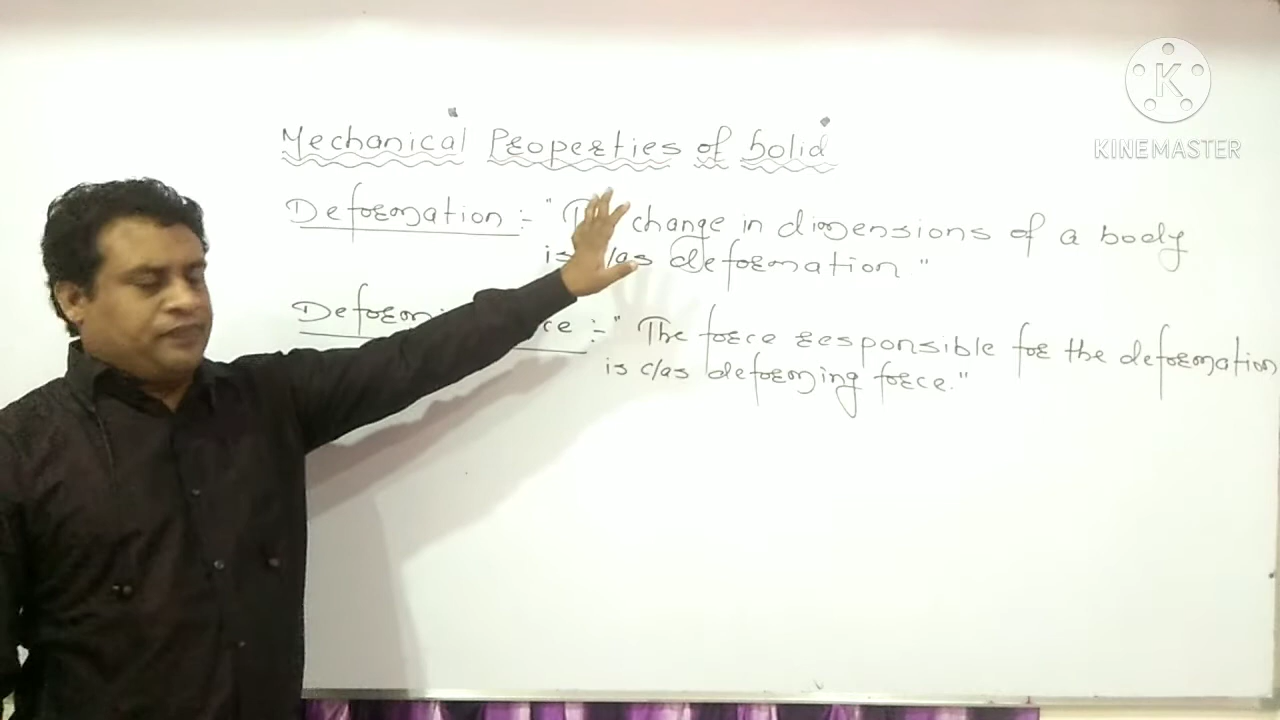 Mechanical Properties of Solid
Deformation :- " change in dimensions of a body
is c/as deformation."
:- " The force responsible for the deformation
is c/as deforming force."
K
KINEMASTER